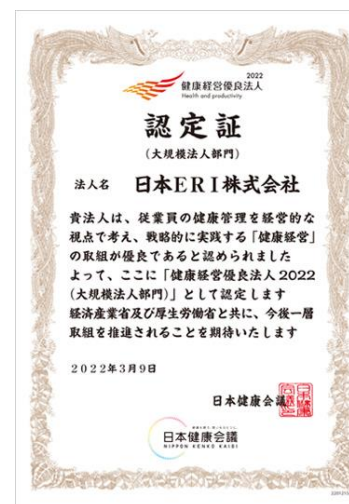 2022
健康経営優良法人
Health and productivity
認定証
(大規模法人部門)
法人名 日本ERI株式会社
貴法人は、従業員の健康管理を経営的な
視点で考え、戦略的に実践する「健康経営」
の取組が優良であると認められました
よって、ここに「健康経営優良法人2022
(大規模法人部門)」として認定します
経済産業省及び厚生労働省と共に、今後一層
取組を推進されることを期待いたします
2022年3月9日
日本健康会議
日本健康会議
NIPPON KENKO KAIGI